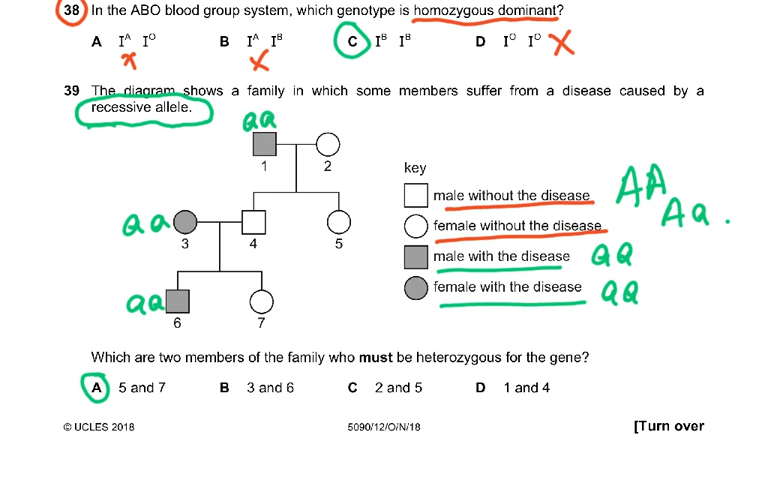 38 In the ABO blood group system, which genotype is homozygous dominant?
A Iᴬ Iᴼ B Iᴬ Iᴮ C Iᴮ Iᴮ D Iᴼ Iᴼ X
X X
39 The diagram shows a family in which some members suffer from a disease caused by a
recessive allele.
aa
1 2
key
male without the disease AA
female without the disease Aa .
aa 3 4 5
male with the disease aa
female with the disease aa
aa
6 7
Which are two members of the family who must be heterozygous for the gene?
A 5 and 7 B 3 and 6 C 2 and 5 D 1 and 4
© UCLES 2018 5090/12/O/N/18 [Turn over